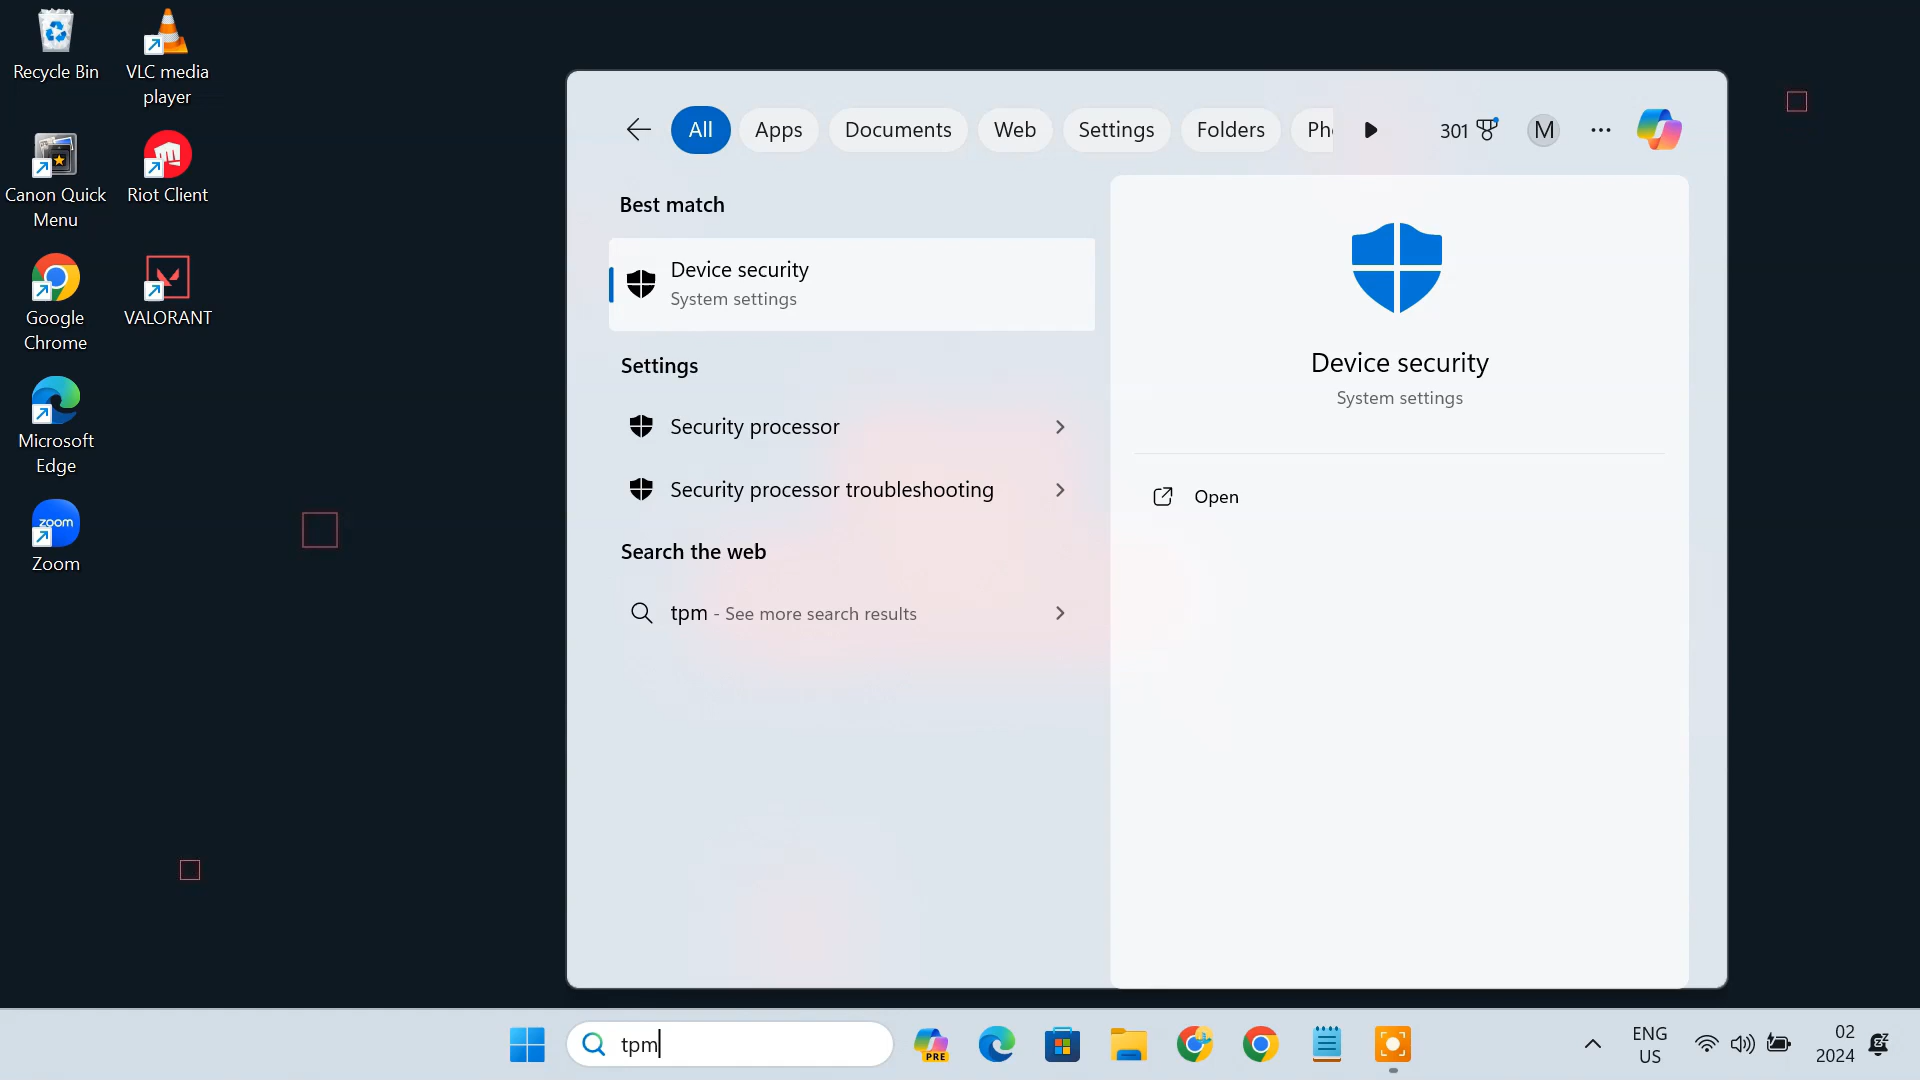 Recycle Bin
VLC media
player
Canon Quick
Menu
Riot Client
Google
Chrome
VALORANT
Microsoft
Edge
zoom
Zoom
All
Apps
Documents
Web
Settings
Folders
301
M
Best match
Device security
System settings
Settings
Security processor
Security processor troubleshooting
Search the web
tpm - See more search results
Device security
System settings
Open
tpm
PRE
ENG
US
02
2024